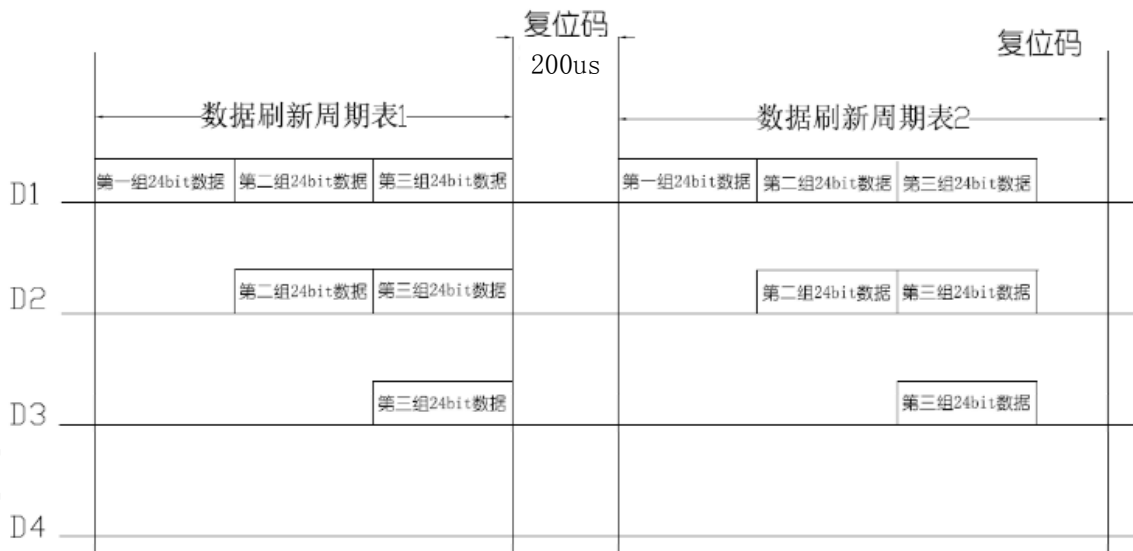 复位码
200us
复位码
数据刷新周期表1
数据刷新周期表2
D1 第一组24bit数据 第二组24bit数据 第三组24bit数据 第一组24bit数据 第二组24bit数据 第三组24bit数据
D2 第二组24bit数据 第三组24bit数据 第二组24bit数据 第三组24bit数据
D3 第三组24bit数据 第三组24bit数据
D4